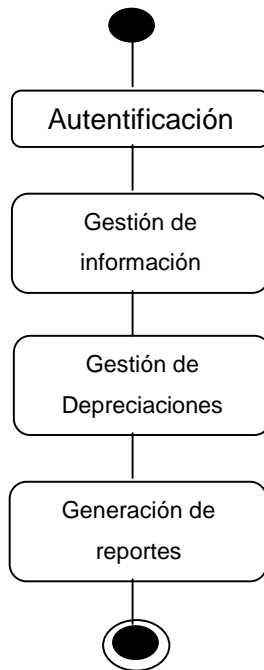 Autentificación
Gestión de
información
Gestión de
Depreciaciones
Generación de
reportes